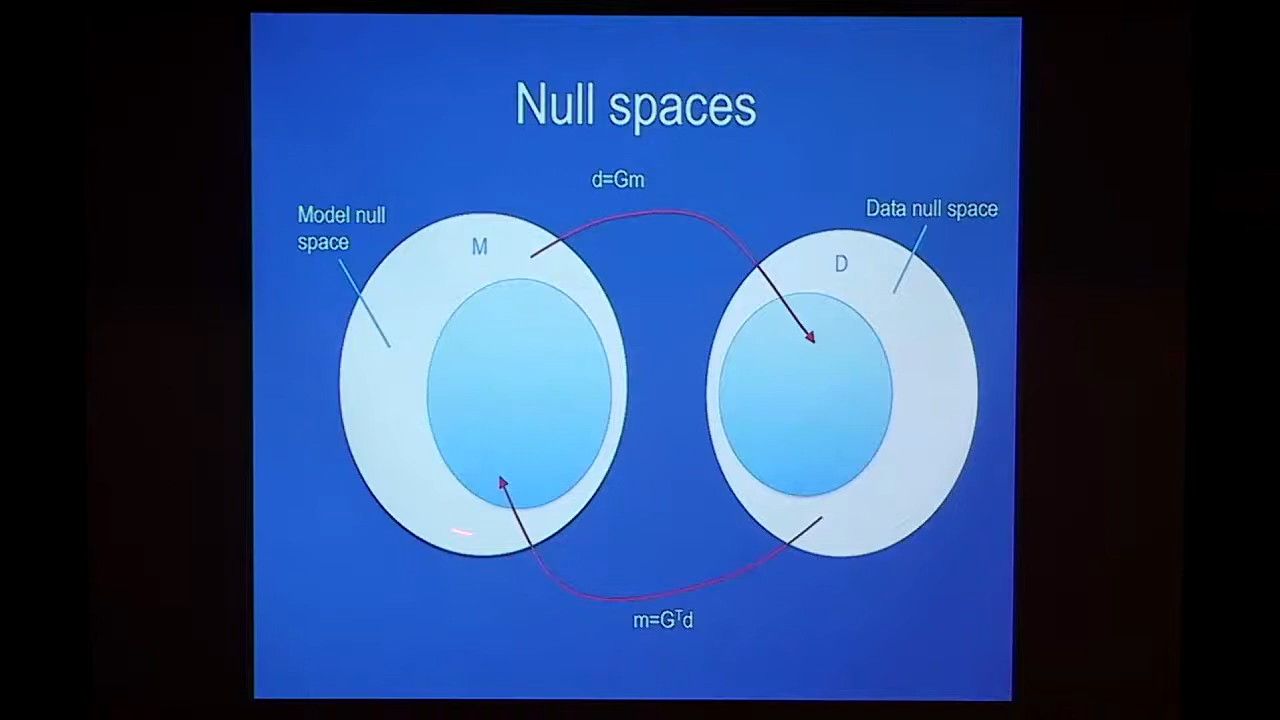 Null spaces
d=Gm
Model null
space
Data null space
M
D
m=Gᵀd